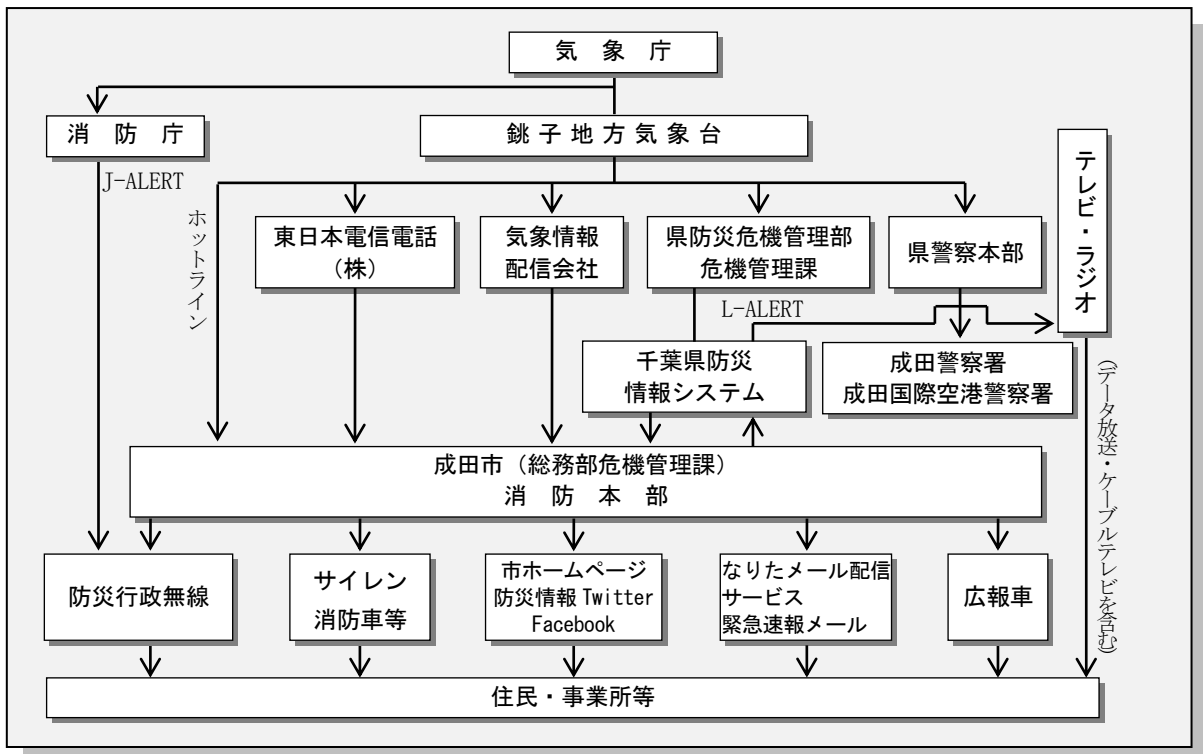 気象庁
消防庁
銚子地方気象台
J-ALERT
ホットライン
東日本電信電話
（株）
気象情報
配信会社
県防災危機管理部
危機管理課
県警察本部
テレビ・ラジオ
L-ALERT
千葉県防災
情報システム
成田警察署
成田国際空港警察署
（データ放送・ケーブルテレビを含む）
成田市（総務部危機管理課）
消防本部
防災行政無線
サイレン
消防車等
市ホームページ
防災情報 Twitter
Facebook
なりたメール配信
サービス
緊急速報メール
広報車
住民・事業所等